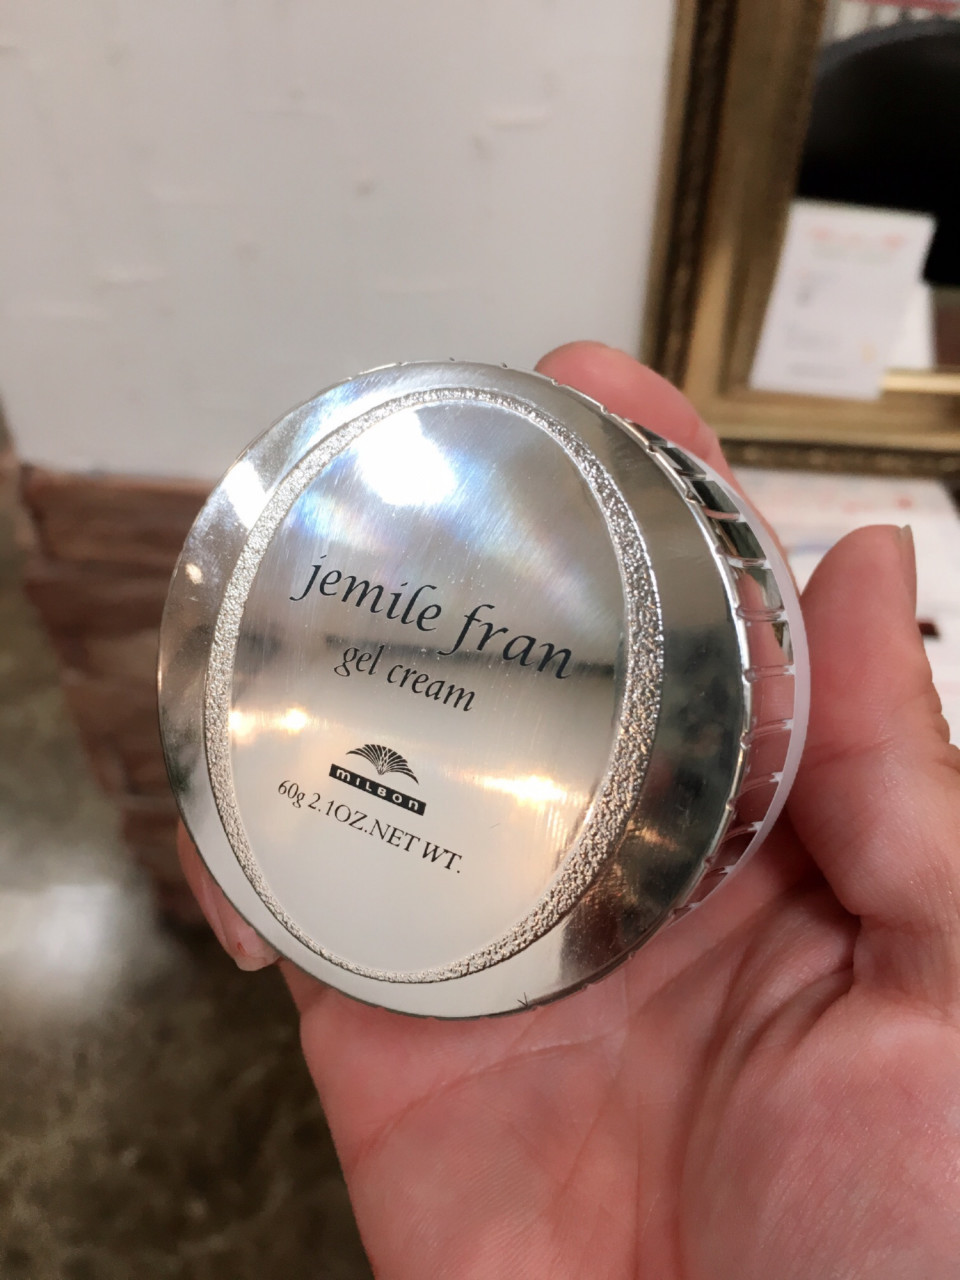 jemile fran
gel cream
MILBON
60g 2.1OZ.NET WT.